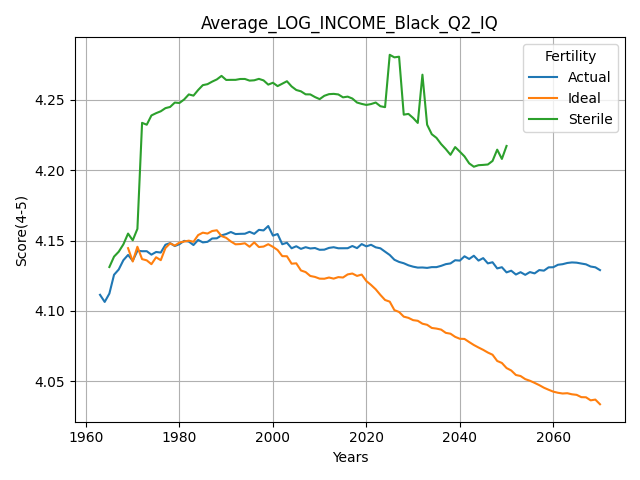 Average_LOG_INCOME_Black_Q2_IQ
Fertility
Actual
Ideal
Sterile
Score(4-5)
4.25
4.20
4.15
4.10
4.05
1960
1980
2000
2020
2040
2060
Years